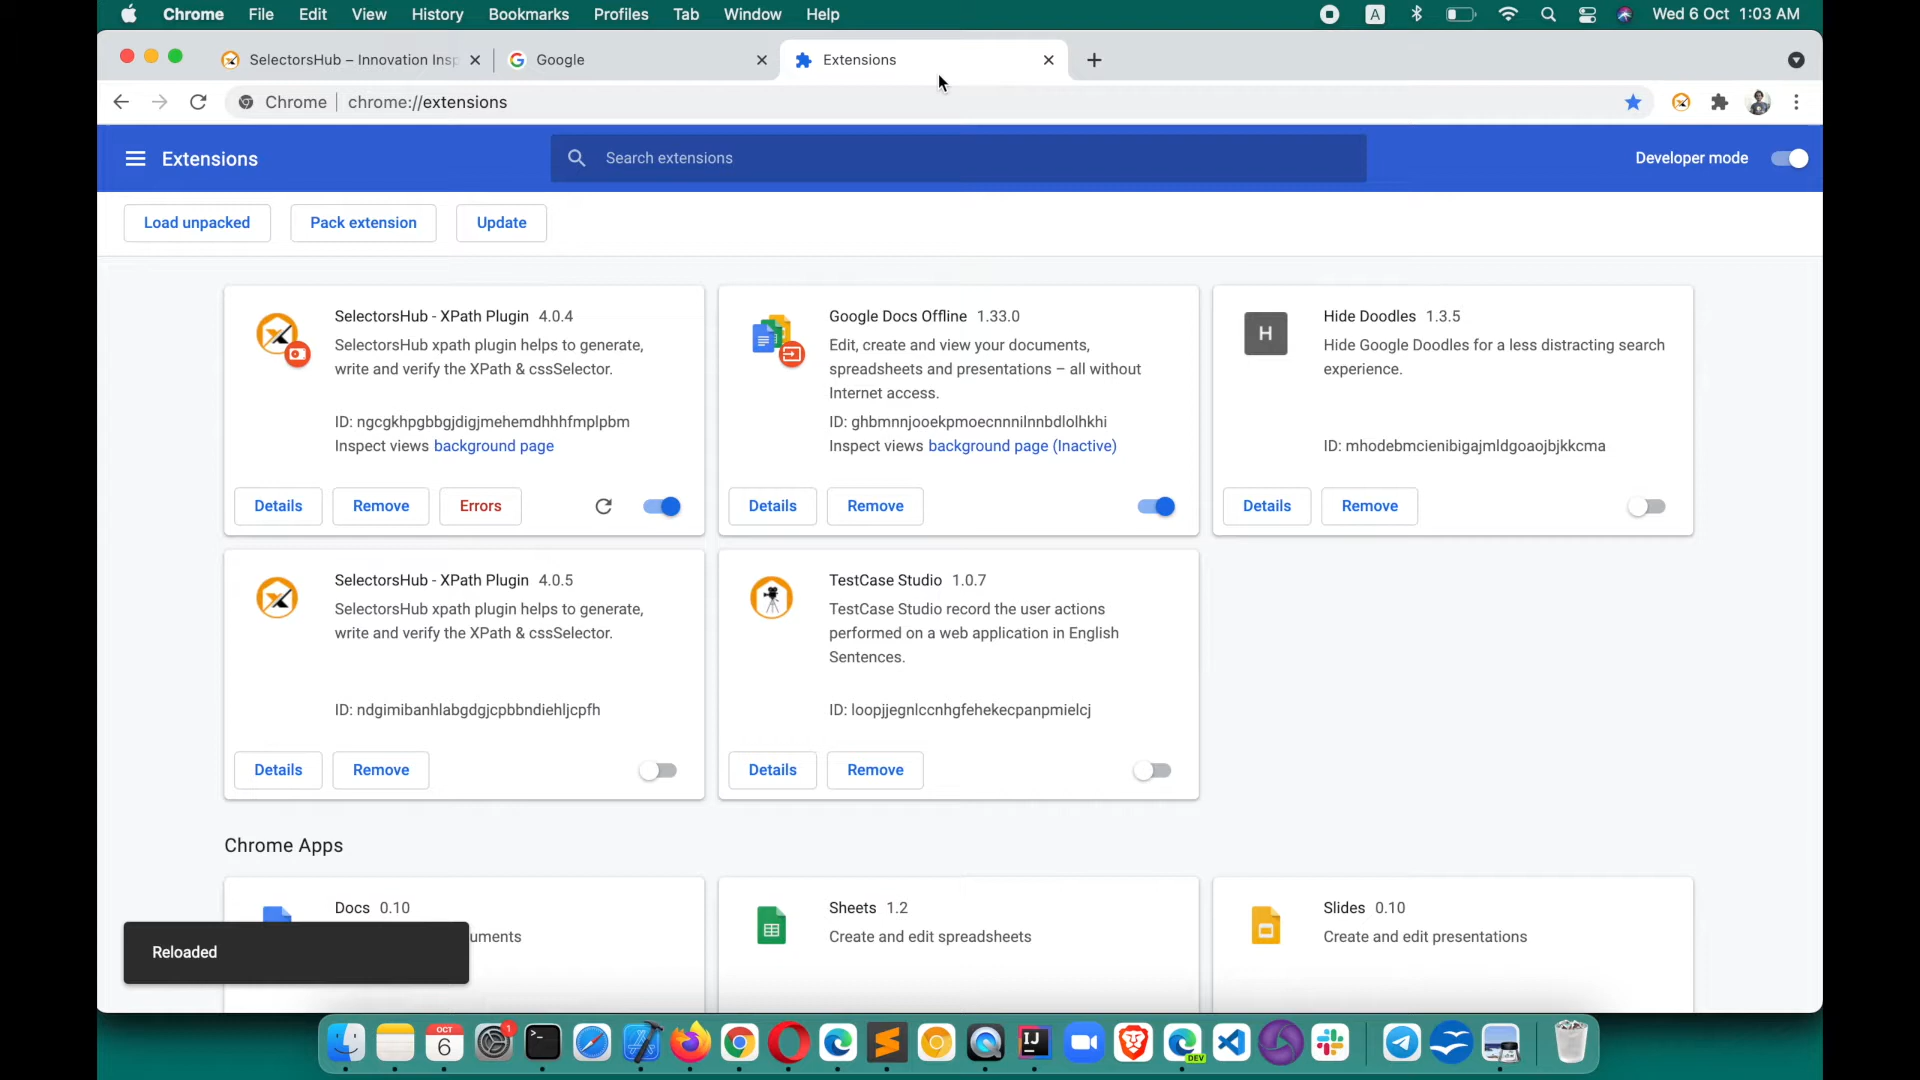 Chrome File Edit View History Bookmarks Profiles Tab Window Help A Wed 6 Oct 1:03 AM
SelectorsHub – Innovation Insp Google Extensions
Chrome chrome://extensions
Extensions Search extensions Developer mode
Load unpacked Pack extension Update
SelectorsHub - XPath Plugin 4.0.4
SelectorsHub xpath plugin helps to generate,
write and verify the XPath & cssSelector.
ID: ngcgkhpgbbgjdigjmehemdhhhfmplpbm
Inspect views background page
Details Remove Errors
Google Docs Offline 1.33.0
Edit, create and view your documents,
spreadsheets and presentations – all without
Internet access.
ID: ghbmnnjooekpmoecnnnilnnbdlolhkhi
Inspect views background page (Inactive)
Details Remove
H
Hide Doodles 1.3.5
Hide Google Doodles for a less distracting search
experience.
ID: mhodebmcienibigajmldgoaojbjkkcma
Details Remove
SelectorsHub - XPath Plugin 4.0.5
SelectorsHub xpath plugin helps to generate,
write and verify the XPath & cssSelector.
ID: ndgimibanhlabgdgjcpbbndiehljcpfh
Details Remove
TestCase Studio 1.0.7
TestCase Studio record the user actions
performed on a web application in English
Sentences.
ID: loopjjegnlccnhgfehekecpanpmielcj
Details Remove
Chrome Apps
Docs 0.10
uments
Sheets 1.2
Create and edit spreadsheets
Slides 0.10
Create and edit presentations
Reloaded
OCT
6
1
IJ
DEV